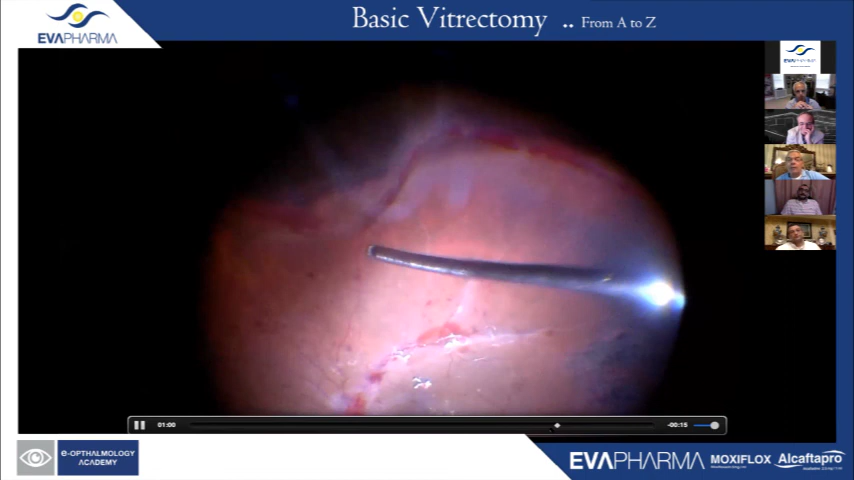 Basic Vitrectomy .. From A to Z
EVAPHARMA
EVAPHARMA
01:00
-00:15
e-OPTHALMOLOGY
ACADEMY
EVAPHARMA MOXIFLOX Alcaftapro